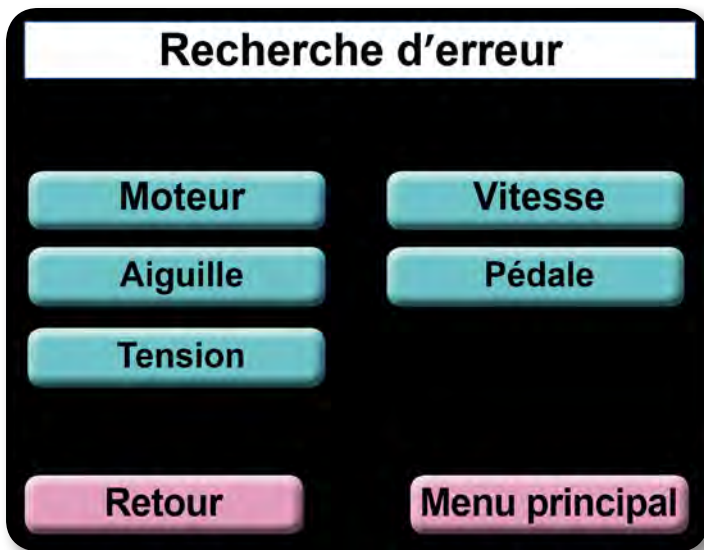 Recherche d'erreur
Moteur
Vitesse
Aiguille
Pédale
Tension
Retour
Menu principal